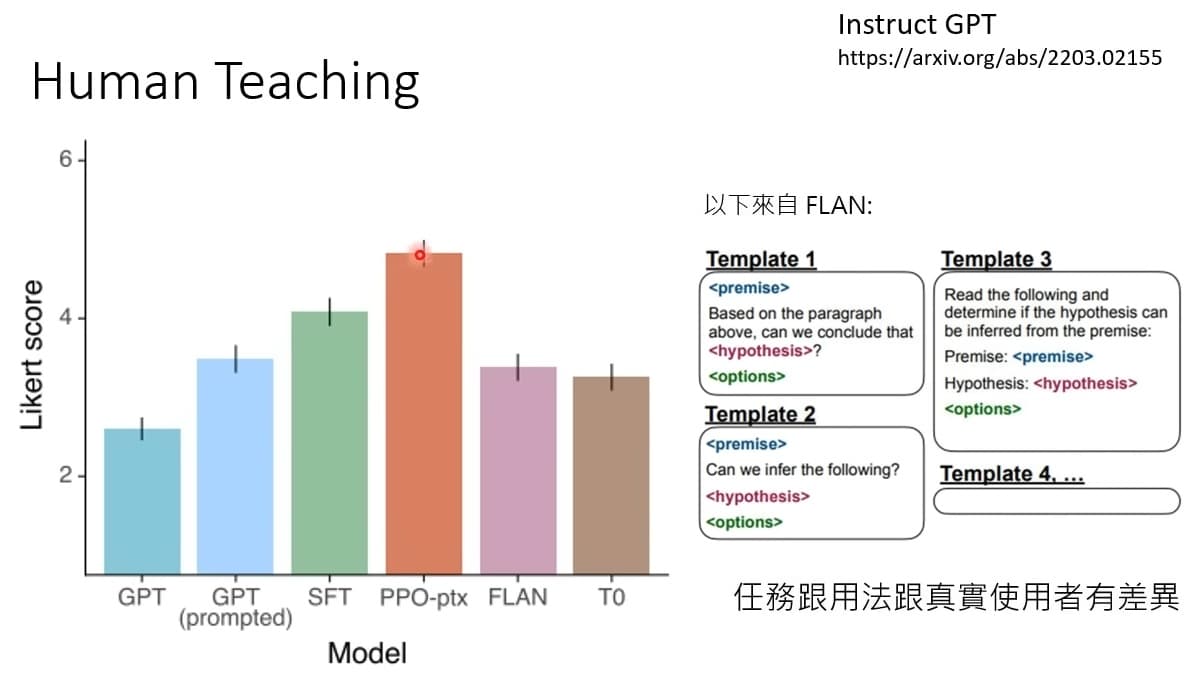 Instruct GPT
https://arxiv.org/abs/2203.02155
Human Teaching
6
4
2
Likert score
GPT
GPT
(prompted)
SFT
PPO-ptx
FLAN
T0
Model
以下來自 FLAN:
Template 1
<premise>
Based on the paragraph
above, can we conclude that
<hypothesis>?
<options>
Template 2
<premise>
Can we infer the following?
<hypothesis>
<options>
Template 3
Read the following and
determine if the hypothesis can
be inferred from the premise:
Premise: <premise>
Hypothesis: <hypothesis>
<options>
Template 4, ...
任務跟用法跟真實使用者有差異